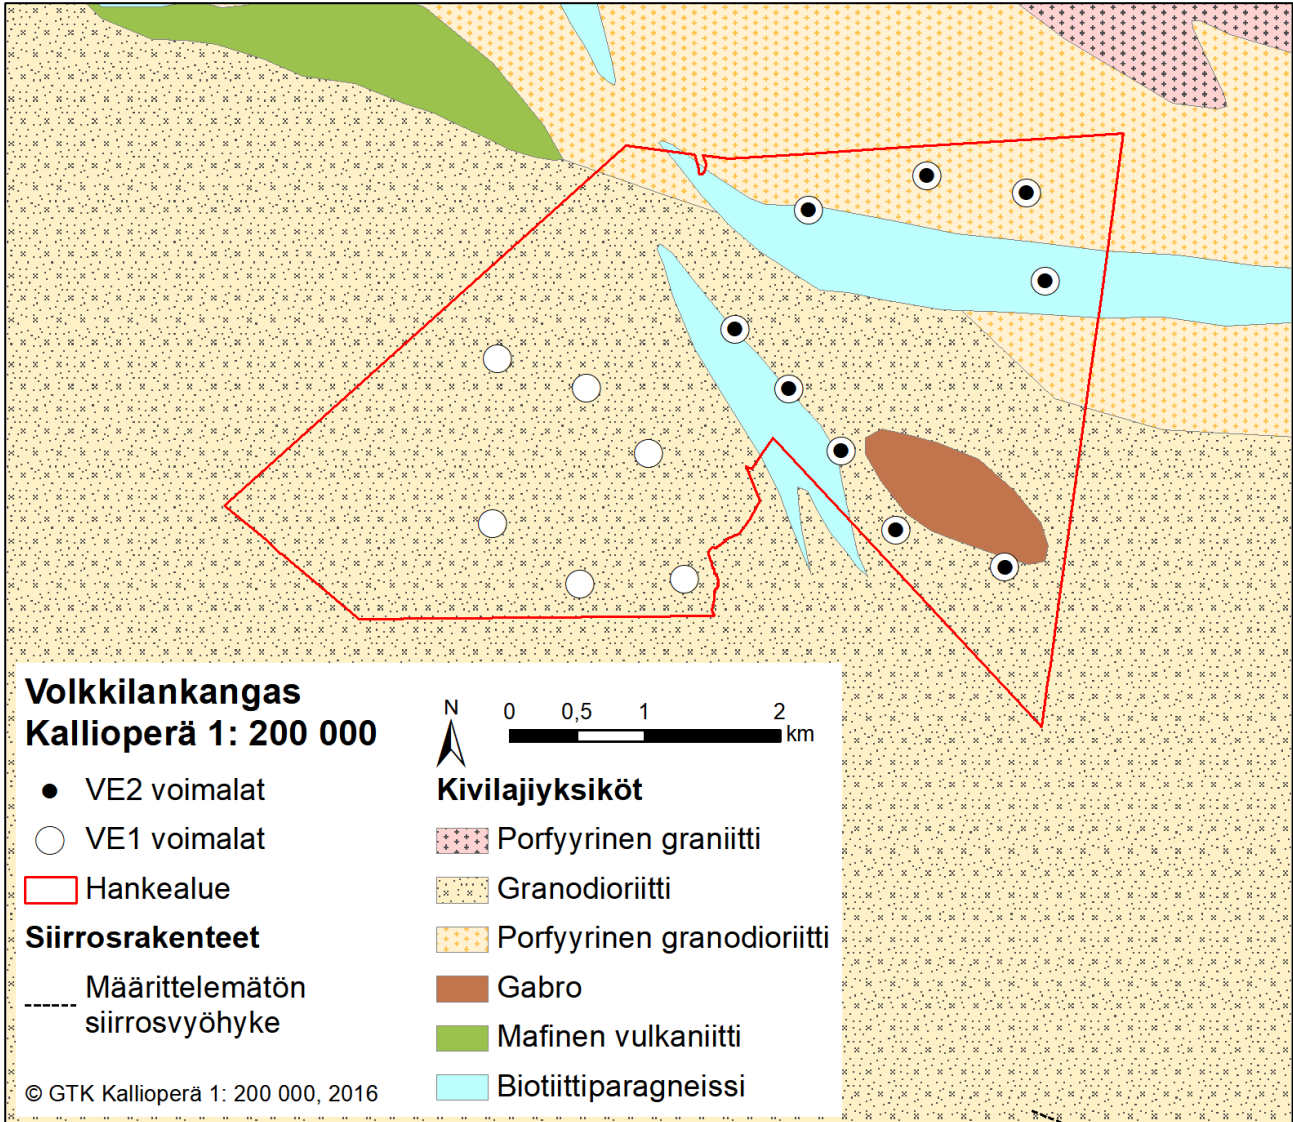 Volkkilankangas
Kallioperä 1: 200 000
VE2 voimalat
VE1 voimalat
Hankealue
Siirrosrakenteet
Määrittelemätön
siirrosvyöhyke
© GTK Kallioperä 1: 200 000, 2016
N
0 0,5 1 2
km
Kivilajiyksiköt
Porfyyrinen graniitti
Granodioriitti
Porfyyrinen granodioriitti
Gabro
Mafinen vulkaniitti
Biotiittiparagneissi